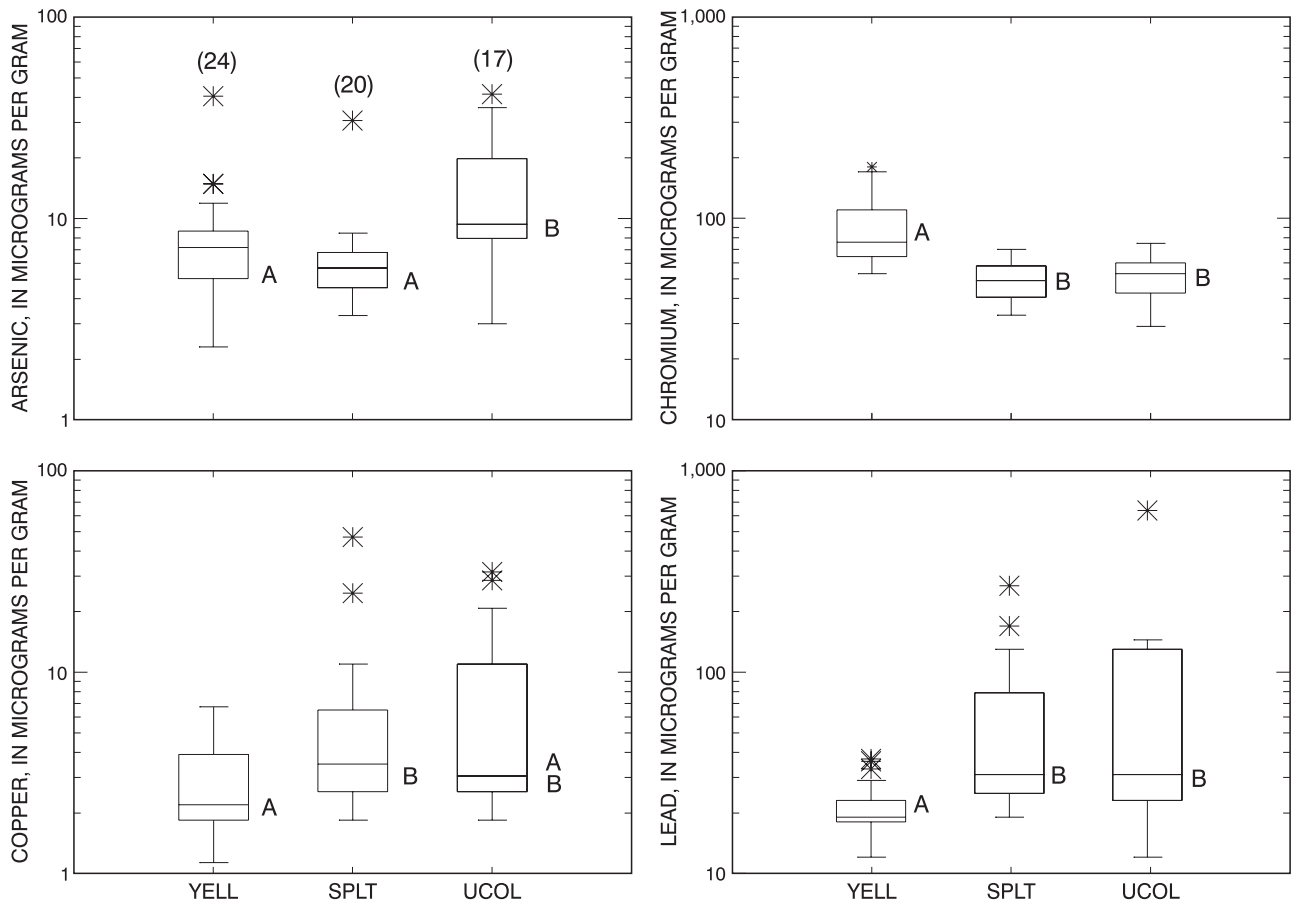 ARSENIC, IN MICROGRAMS PER GRAM
100
10
1
(24)
(20)
(17)
A
A
B
CHROMIUM, IN MICROGRAMS PER GRAM
1,000
100
10
A
B
B
COPPER, IN MICROGRAMS PER GRAM
100
10
1
A
B
A
B
YELL
SPLT
UCOL
LEAD, IN MICROGRAMS PER GRAM
1,000
100
10
A
B
B
YELL
SPLT
UCOL